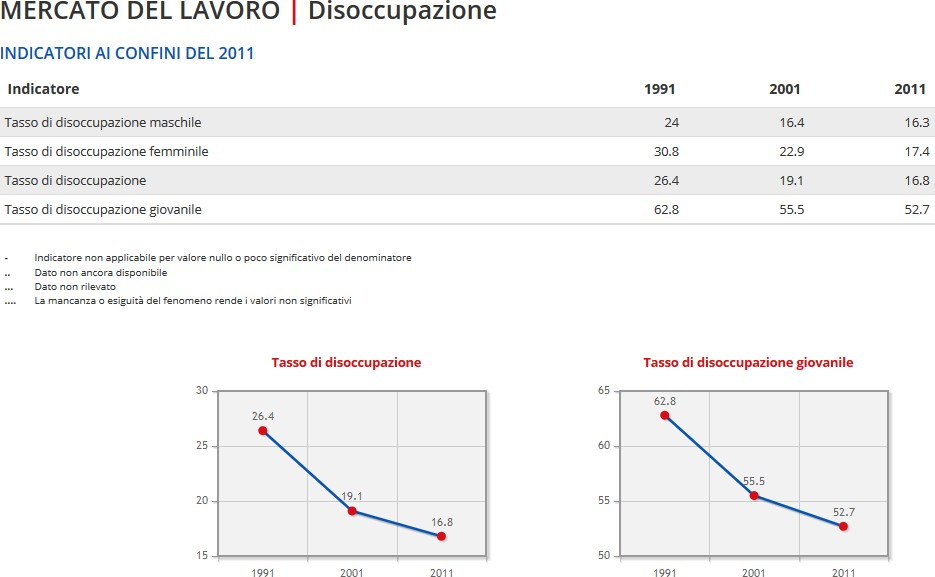 MERCATO DEL LAVORO | Disoccupazione
INDICATORI AI CONFINI DEL 2011
Indicatore 1991 2001 2011
Tasso di disoccupazione maschile 24 16.4 16.3
Tasso di disoccupazione femminile 30.8 22.9 17.4
Tasso di disoccupazione 26.4 19.1 16.8
Tasso di disoccupazione giovanile 62.8 55.5 52.7
- Indicatore non applicabile per valore nullo o poco significativo del denominatore
.. Dato non ancora disponibile
... Dato non rilevato
.... La mancanza o esiguità del fenomeno rende i valori non significativi
Tasso di disoccupazione
30
25
20
15
26.4
19.1
16.8
1991 2001 2011
Tasso di disoccupazione giovanile
65
60
55
50
62.8
55.5
52.7
1991 2001 2011